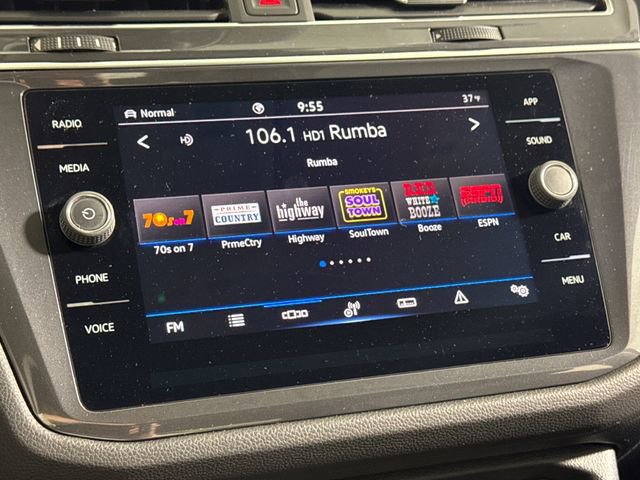 RADIO
MEDIA
PHONE
VOICE
APP
SOUND
CAR
MENU
Normal
9:55
37°F
106.1 HD1 Rumba
Rumba
70s on 7
PRIME COUNTRY
the highway
SMOKEY'S
SOUL TOWN
RED
WHITE
BOOZE
70s on 7
PrmeCtry
Highway
SoulTown
Booze
ESPN
FM